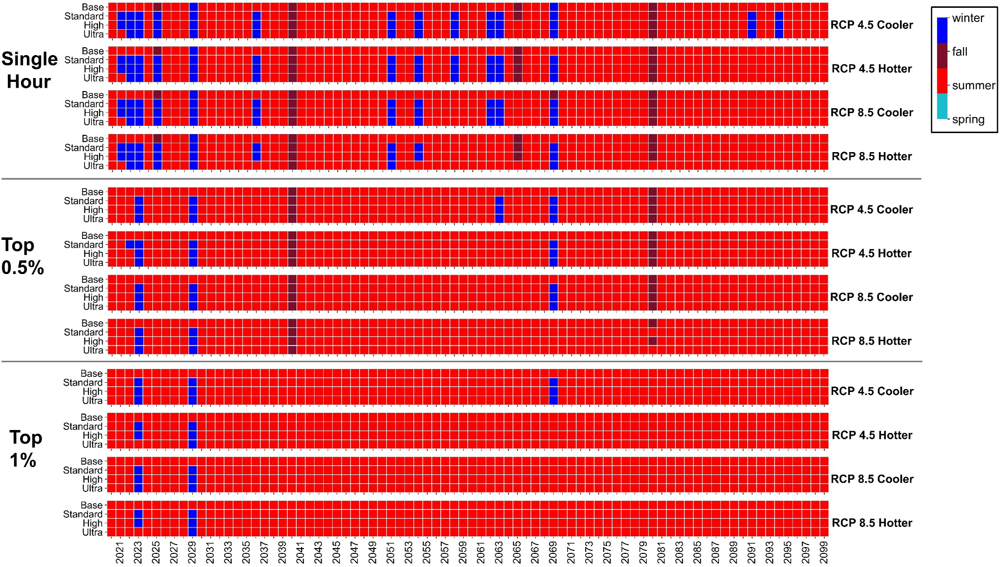 Base
Standard
High
Ultra
RCP 4.5 Cooler
Single
Hour
Base
Standard
High
Ultra
RCP 4.5 Hotter
Base
Standard
High
Ultra
RCP 8.5 Cooler
Base
Standard
High
Ultra
RCP 8.5 Hotter
winter
fall
summer
spring
Top
0.5%
Base
Standard
High
Ultra
RCP 4.5 Cooler
Base
Standard
High
Ultra
RCP 4.5 Hotter
Base
Standard
High
Ultra
RCP 8.5 Cooler
Base
Standard
High
Ultra
RCP 8.5 Hotter
Top
1%
Base
Standard
High
Ultra
RCP 4.5 Cooler
Base
Standard
High
Ultra
RCP 4.5 Hotter
Base
Standard
High
Ultra
RCP 8.5 Cooler
Base
Standard
High
Ultra
RCP 8.5 Hotter
2021 2023 2025 2027 2029 2031 2033 2035 2037 2039 2041 2043 2045 2047 2049 2051 2053 2055 2057 2059 2061 2063 2065 2067 2069 2071 2073 2075 2077 2079 2081 2083 2085 2087 2089 2091 2093 2095 2097 2099